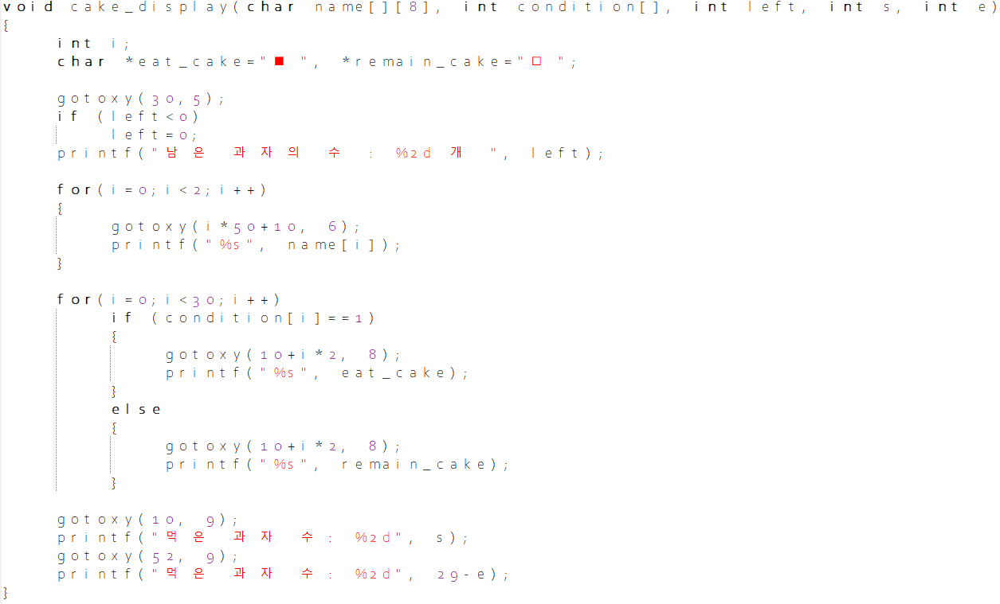 void cake_display(char name[][8], int condition[], int left, int s, int e)
{
int i;
char *eat_cake="■ ", *remain_cake="□ ";
gotoxy(30,5);
if (left<0)
left=0;
printf("남은 과자의 수 : %2d개 ", left);
for(i=0;i<2;i++)
{
gotoxy(i*50+10, 6);
printf("%s", name[i]);
}
for(i=0;i<30;i++)
if (condition[i]==1)
{
gotoxy(10+i*2, 8);
printf("%s", eat_cake);
}
else
{
gotoxy(10+i*2, 8);
printf("%s", remain_cake);
}
gotoxy(10, 9);
printf("먹은 과자 수: %2d", s);
gotoxy(52, 9);
printf("먹은 과자 수: %2d", 29-e);
}